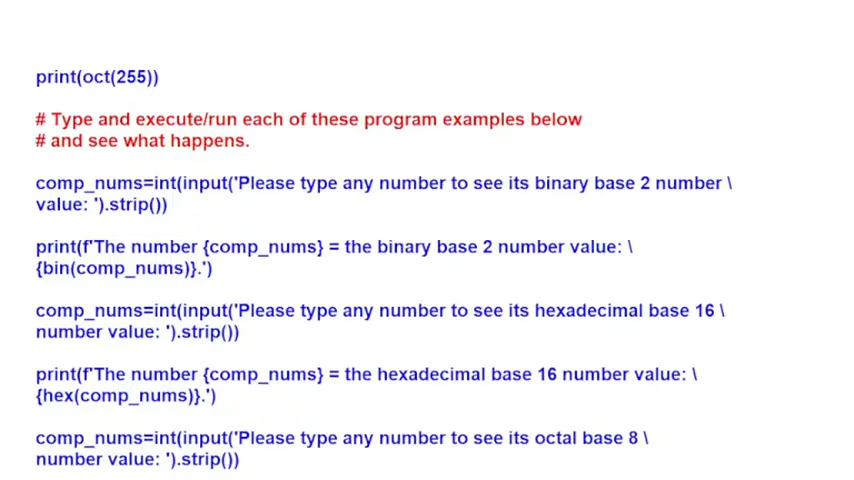 print(oct(255))
# Type and execute/run each of these program examples below
# and see what happens.
comp_nums=int(input('Please type any number to see its binary base 2 number \
value: ').strip())
print(f'The number {comp_nums} = the binary base 2 number value: \
{bin(comp_nums)}.')
comp_nums=int(input('Please type any number to see its hexadecimal base 16 \
number value: ').strip())
print(f'The number {comp_nums} = the hexadecimal base 16 number value: \
{hex(comp_nums)}.')
comp_nums=int(input('Please type any number to see its octal base 8 \
number value: ').strip())